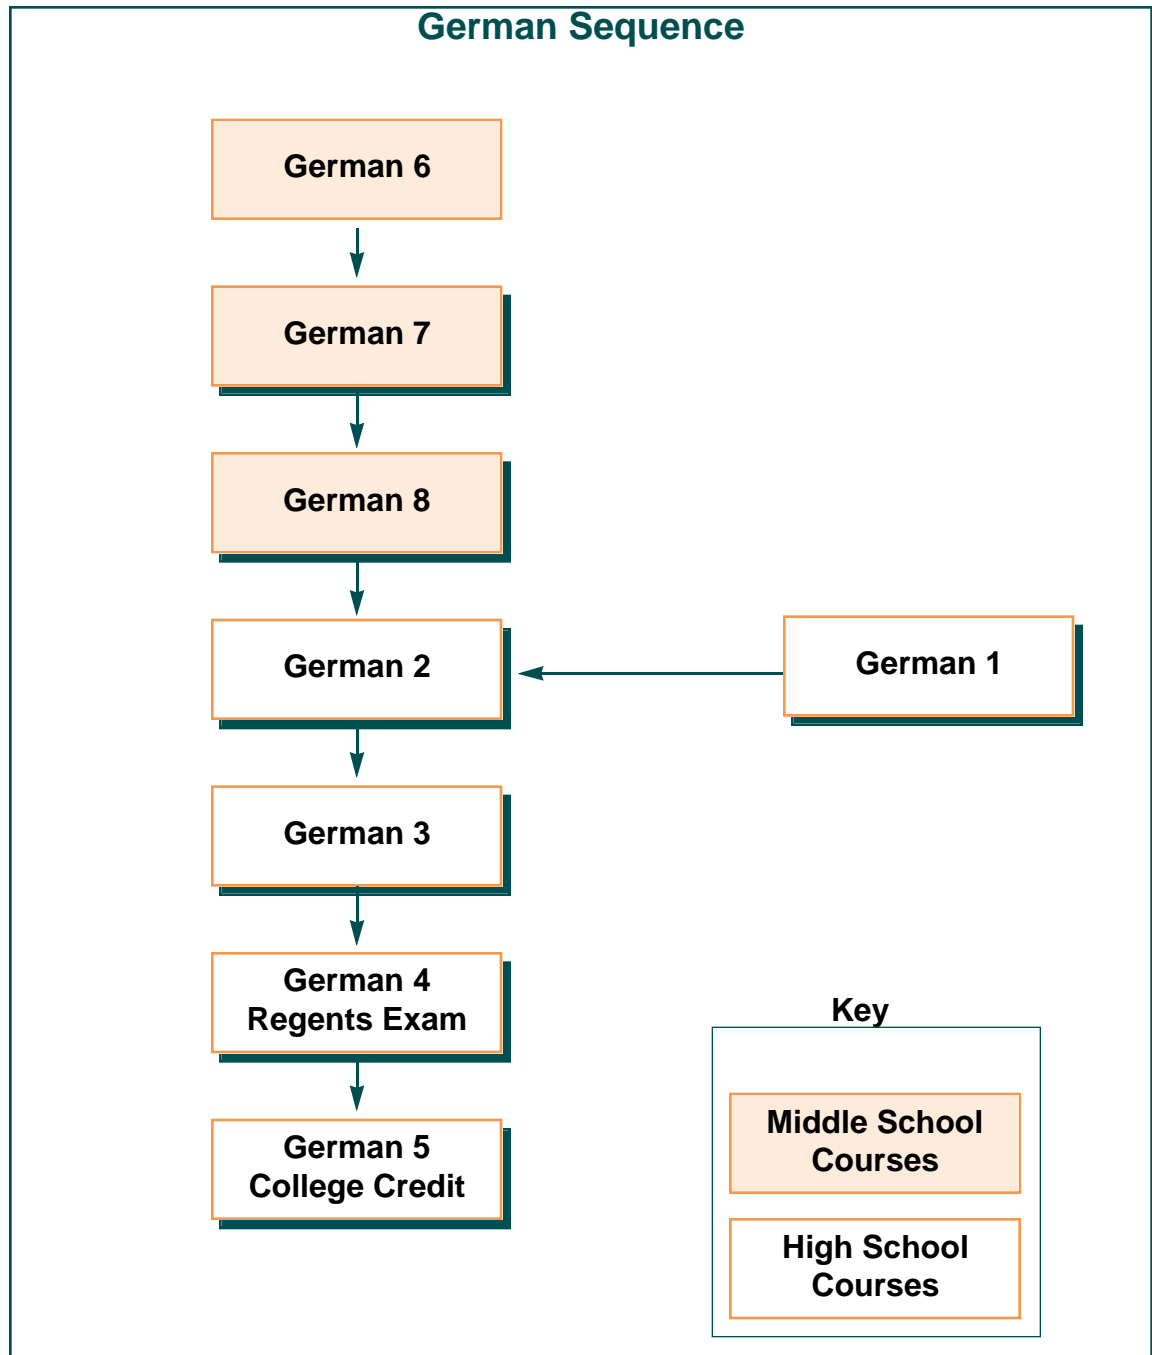 German Sequence
German 6
German 7
German 8
German 2
German 1
German 3
German 4
Regents Exam
German 5
College Credit
Key
Middle School
Courses
High School
Courses